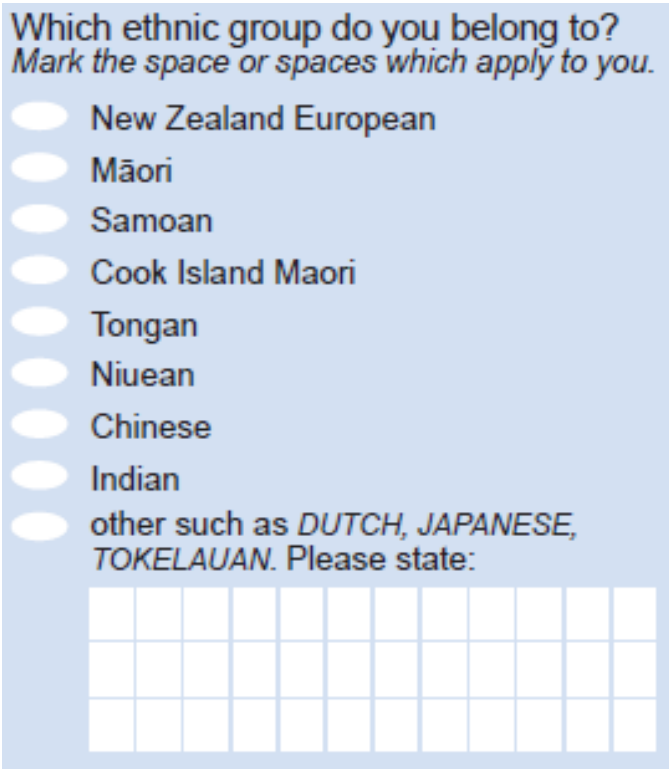 Which ethnic group do you belong to?
Mark the space or spaces which apply to you.
New Zealand European
Māori
Samoan
Cook Island Maori
Tongan
Niuean
Chinese
Indian
other such as DUTCH, JAPANESE,
TOKELAUAN. Please state: